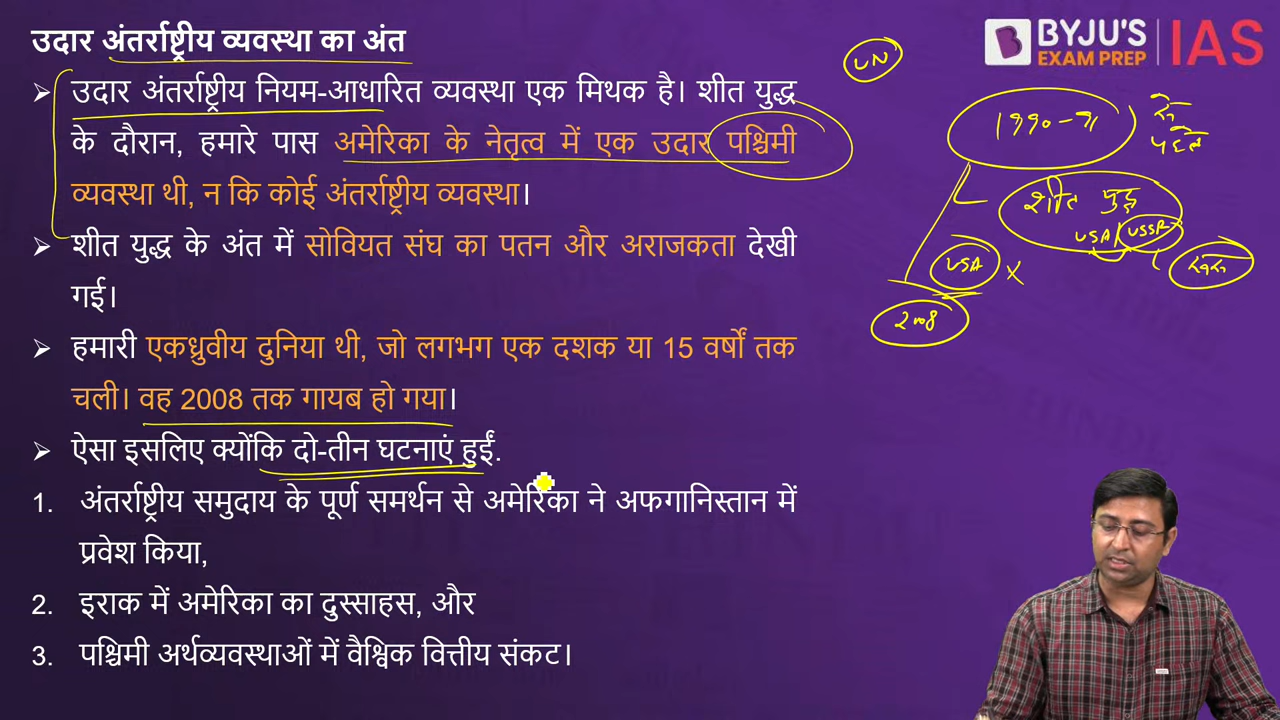 उदार अंतर्राष्ट्रीय व्यवस्था का अंत
BYJU'S
EXAM PREP
IAS
➤ उदार अंतर्राष्ट्रीय नियम-आधारित व्यवस्था एक मिथक है। शीत युद्ध
के दौरान, हमारे पास अमेरिका के नेतृत्व में एक उदार पश्चिमी
व्यवस्था थी, न कि कोई अंतर्राष्ट्रीय व्यवस्था।
➤ शीत युद्ध के अंत में सोवियत संघ का पतन और अराजकता देखी
गई।
➤ हमारी एकध्रुवीय दुनिया थी, जो लगभग एक दशक या 15 वर्षों तक
चली। वह 2008 तक गायब हो गया।
➤ ऐसा इसलिए क्योंकि दो-तीन घटनाएं हुईं.
1. अंतर्राष्ट्रीय समुदाय के पूर्ण समर्थन से अमेरिका ने अफगानिस्तान में
प्रवेश किया,
2. इराक में अमेरिका का दुस्साहस, और
3. पश्चिमी अर्थव्यवस्थाओं में वैश्विक वित्तीय संकट।
UN
1990-91
से
पहले
शीत युद्ध
USA/USSR
USA X
2008